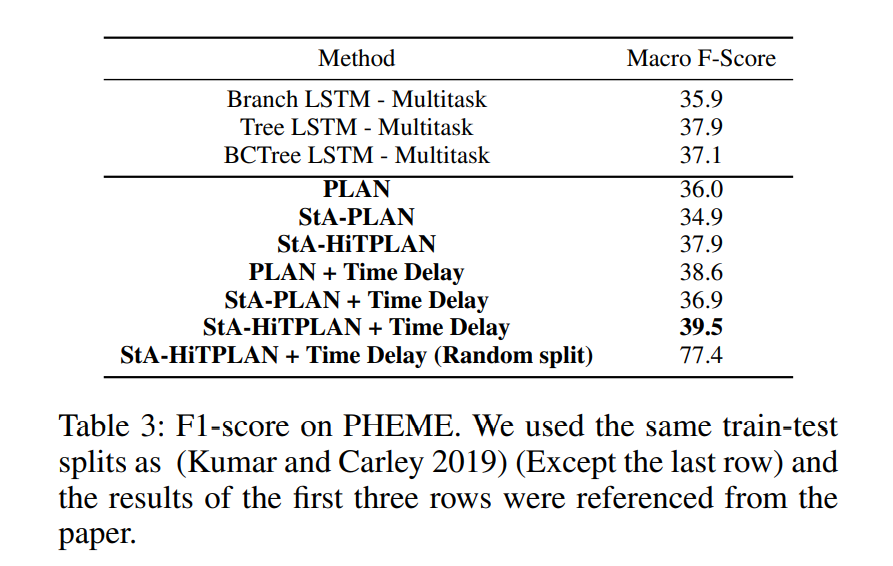 Method Macro F-Score
Branch LSTM - Multitask 35.9
Tree LSTM - Multitask 37.9
BCTree LSTM - Multitask 37.1
PLAN 36.0
StA-PLAN 34.9
StA-HiTPLAN 37.9
PLAN + Time Delay 38.6
StA-PLAN + Time Delay 36.9
StA-HiTPLAN + Time Delay 39.5
StA-HiTPLAN + Time Delay (Random split) 77.4
Table 3: F1-score on PHEME. We used the same train-test
splits as (Kumar and Carley 2019) (Except the last row) and
the results of the first three rows were referenced from the
paper.